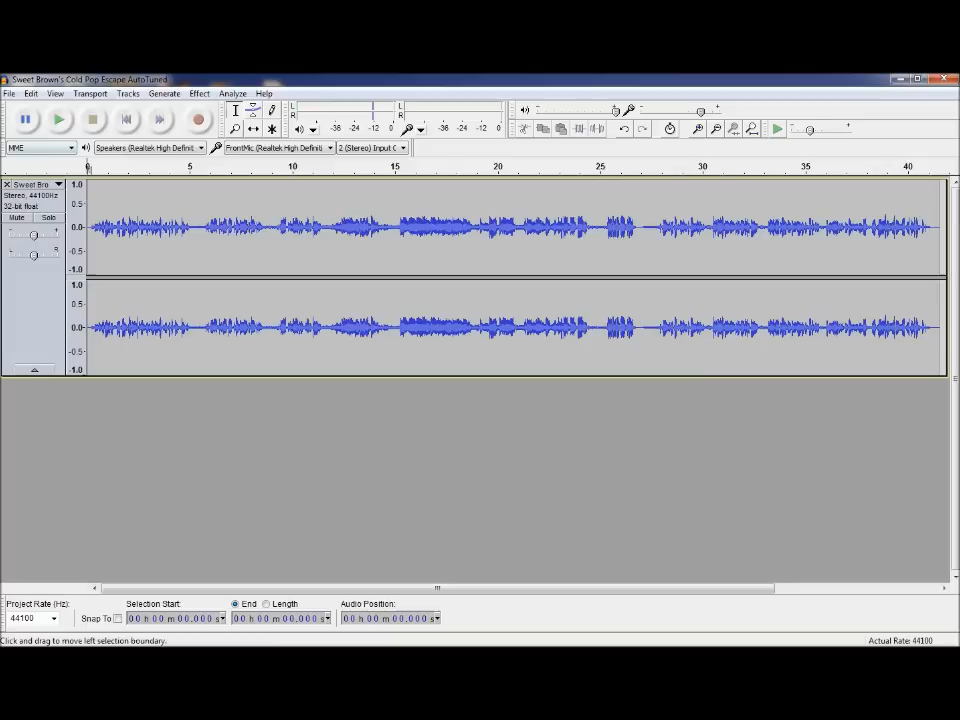 Sweet Brown's Cold Pop Escape AutoTuned
File Edit View Transport Tracks Generate Effect Analyze Help
L R -36 -24 -12 0 L R -36 -24 -12 0
MME Speakers (Realtek High Definit FrontMic (Realtek High Definiti 2 (Stereo) Input C
0 5 10 15 20 25 30 35 40
Sweet Bro
Stereo, 44100Hz
32-bit float
Mute Solo
- +
L R
1.0
0.5
0.0
-0.5
-1.0
1.0
0.5
0.0
-0.5
-1.0
Project Rate (Hz): Selection Start: End Length Audio Position:
44100 Snap To 00 h 00 m 00.000 s 00 h 00 m 00.000 s 00 h 00 m 00.000 s
Click and drag to move left selection boundary. Actual Rate: 44100